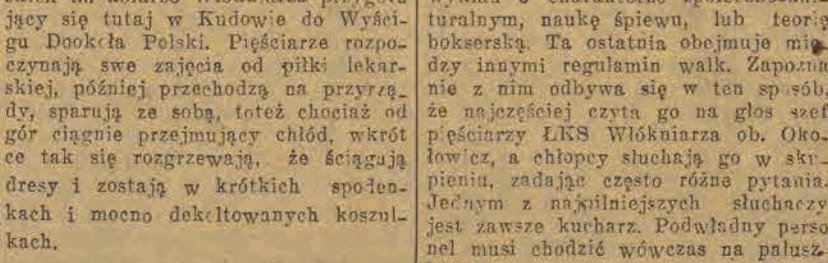 jący się tutaj w Kudowie do Wyści-
gu Dookoła Polski. Pięściarze rozpo-
czynają swe zajęcia od piłki lekar-
skiej, później przechodzą na przyrzą-
dy, sparują ze sobą, toteż chociaż od
gór ciągnie przejmujący chłód, wkrót
ce tak się rozgrzewają, że ściągają
dresy i zostają w krótkich spoden-
kach i mocno dekoltowanych koszul-
kach.
turalnym, naukę śpiewu, lub teorię
bokserską. Ta ostatnia obejmuje mię
dzy innymi regulamin walk. Zapozna
nie z nim odbywa się w ten sposób,
że najczęściej czyta go na głos szef
pięściarzy ŁKS Włókniarza ob. Oko-
łowicz, a chłopcy słuchają go w sku
pieniu, zadając często różne pytania.
Jednym z najpilniejszych słuchaczy
jest zawsze kucharz. Podwładny perso
nel musi chodzić wówczas na palusz-